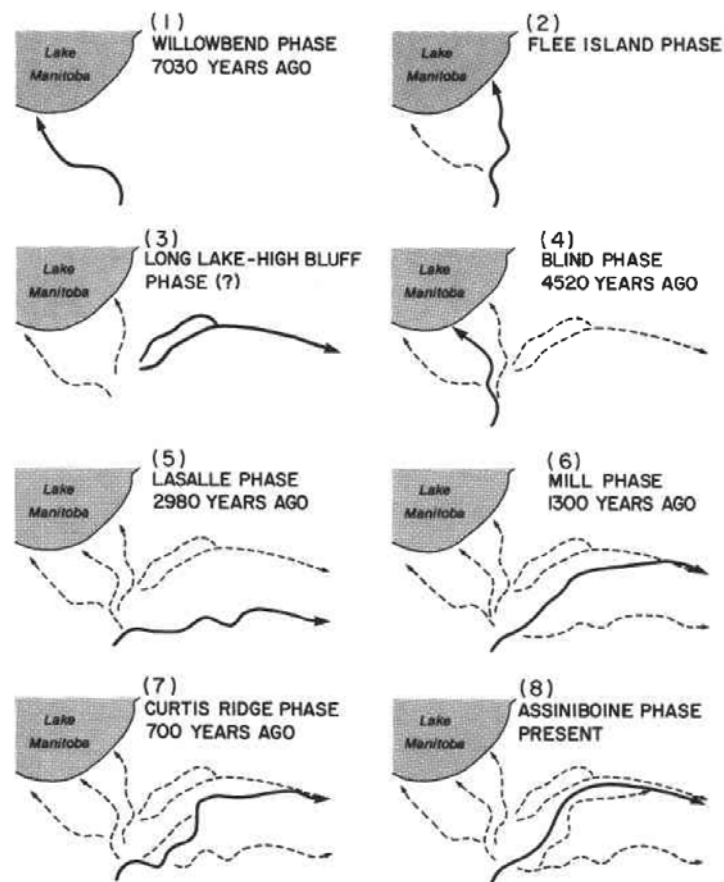 (1)
WILLOWBEND PHASE
7030 YEARS AGO
Lake
Manitoba
(2)
FLEE ISLAND PHASE
Lake
Manitoba
(3)
LONG LAKE-HIGH BLUFF
PHASE (?)
Lake
Manitoba
(4)
BLIND PHASE
4520 YEARS AGO
Lake
Manitoba
(5)
LASALLE PHASE
2980 YEARS AGO
Lake
Manitoba
(6)
MILL PHASE
1300 YEARS AGO
Lake
Manitoba
(7)
CURTIS RIDGE PHASE
700 YEARS AGO
Lake
Manitoba
(8)
ASSINIBOINE PHASE
PRESENT
Lake
Manitoba